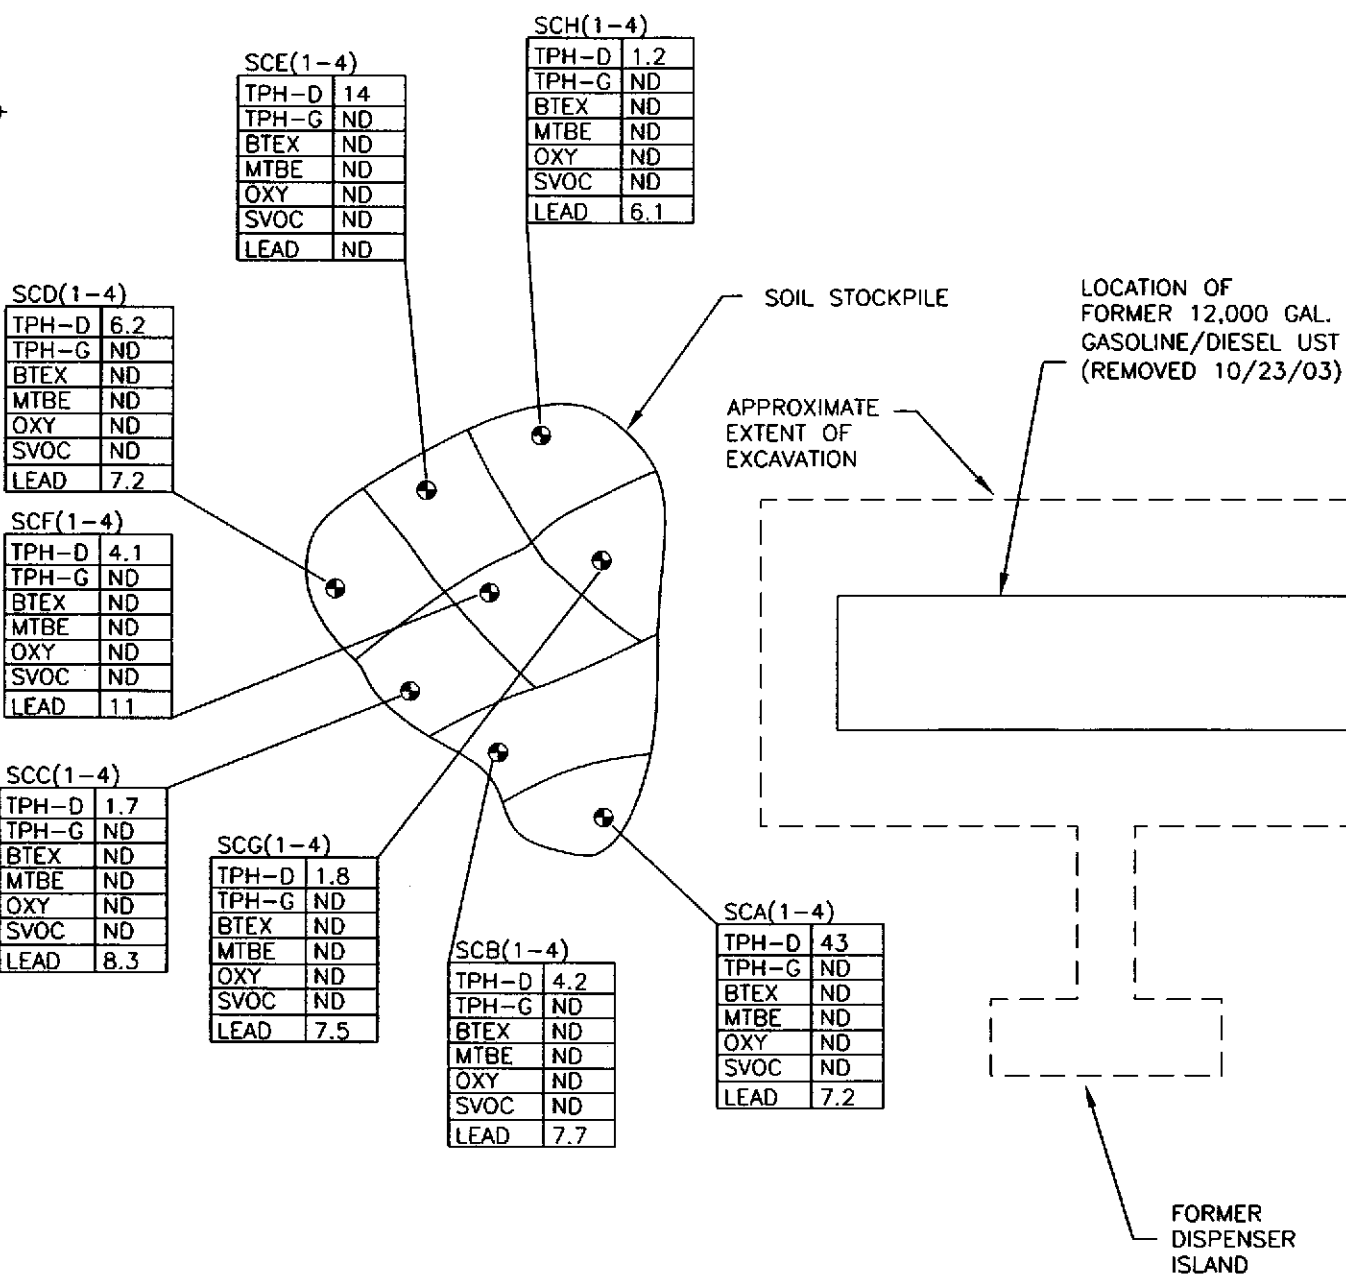 SCH(1-4)
TPH-D 1.2
TPH-G ND
BTEX ND
MTBE ND
OXY ND
SVOC ND
LEAD 6.1
SCE(1-4)
TPH-D 14
TPH-G ND
BTEX ND
MTBE ND
OXY ND
SVOC ND
LEAD ND
SCD(1-4)
TPH-D 6.2
TPH-G ND
BTEX ND
MTBE ND
OXY ND
SVOC ND
LEAD 7.2
SOIL STOCKPILE
LOCATION OF
FORMER 12,000 GAL.
GASOLINE/DIESEL UST
(REMOVED 10/23/03)
APPROXIMATE
EXTENT OF
EXCAVATION
SCF(1-4)
TPH-D 4.1
TPH-G ND
BTEX ND
MTBE ND
OXY ND
SVOC ND
LEAD 11
SCC(1-4)
TPH-D 1.7
TPH-G ND
BTEX ND
MTBE ND
OXY ND
SVOC ND
LEAD 8.3
SCG(1-4)
TPH-D 1.8
TPH-G ND
BTEX ND
MTBE ND
OXY ND
SVOC ND
LEAD 7.5
SCB(1-4)
TPH-D 4.2
TPH-G ND
BTEX ND
MTBE ND
OXY ND
SVOC ND
LEAD 7.7
SCA(1-4)
TPH-D 43
TPH-G ND
BTEX ND
MTBE ND
OXY ND
SVOC ND
LEAD 7.2
FORMER
DISPENSER
ISLAND